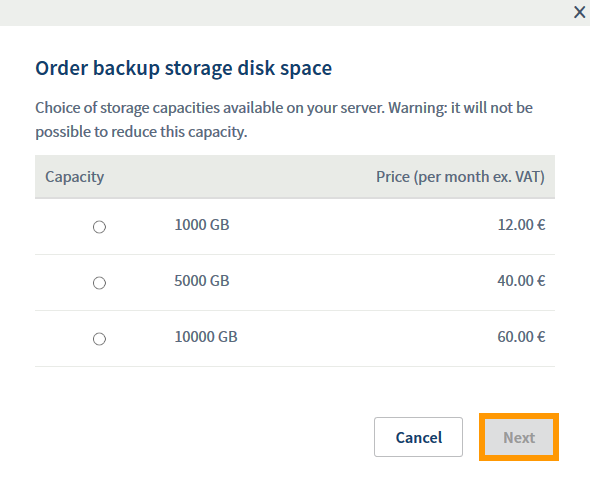 X
Order backup storage disk space
Choice of storage capacities available on your server. Warning: it will not be
possible to reduce this capacity.
Capacity Price (per month ex. VAT)
1000 GB 12.00 €
5000 GB 40.00 €
10000 GB 60.00 €
Cancel Next